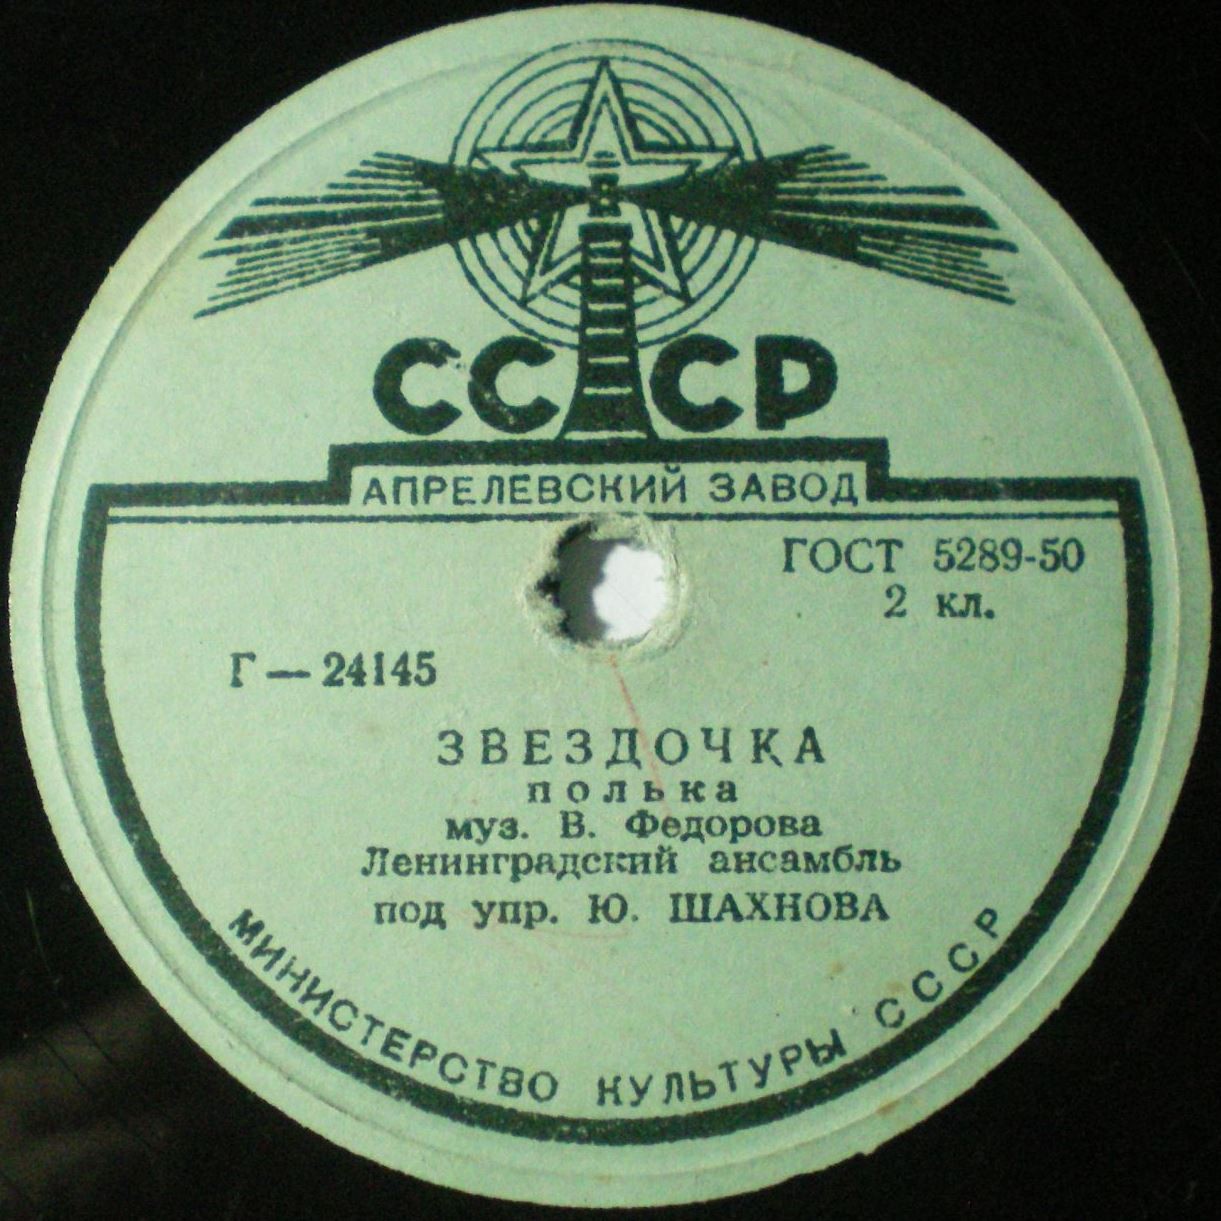 СССР
АПРЕЛЕВСКИЙ ЗАВОД
ГОСТ 5289-50
2 кл.
Г—24145
ЗВЕЗДОЧКА
полька
муз. В. Федорова
Ленинградский ансамбль
под упр. Ю. ШАХНОВА
МИНИСТЕРСТВО КУЛЬТУРЫ СССР